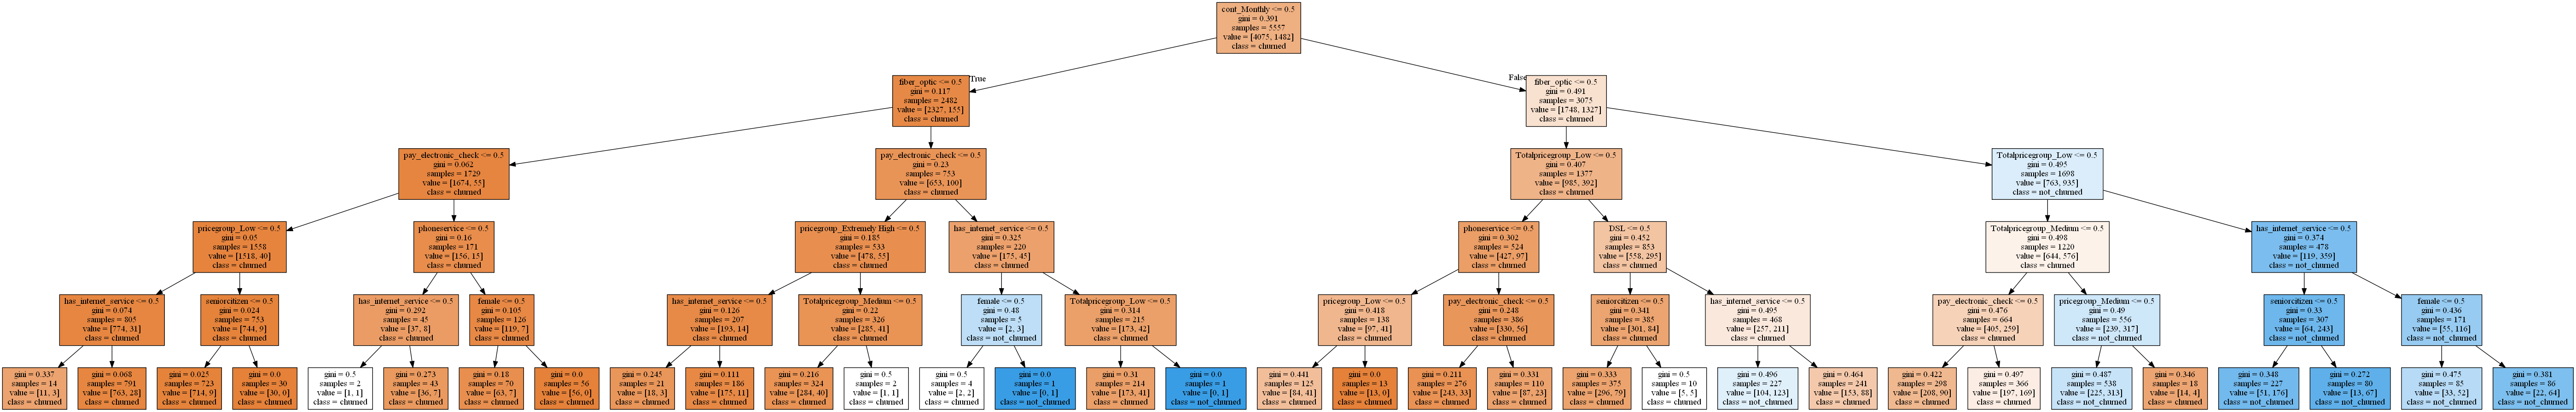 cont_Monthly <= 0.5
gini = 0.391
samples = 5557
value = [4075, 1482]
class = churned
True
False
fiber_optic <= 0.5
gini = 0.117
samples = 2482
value = [2327, 155]
class = churned
fiber_optic <= 0.5
gini = 0.491
samples = 3075
value = [1748, 1327]
class = churned
pay_electronic_check <= 0.5
gini = 0.062
samples = 1729
value = [1674, 55]
class = churned
pay_electronic_check <= 0.5
gini = 0.23
samples = 753
value = [653, 100]
class = churned
Totalpricegroup_Low <= 0.5
gini = 0.407
samples = 1377
value = [985, 392]
class = churned
Totalpricegroup_Low <= 0.5
gini = 0.495
samples = 1698
value = [763, 935]
class = not_churned
pricegroup_Low <= 0.5
gini = 0.05
samples = 1558
value = [1518, 40]
class = churned
phoneservice <= 0.5
gini = 0.16
samples = 171
value = [156, 15]
class = churned
pricegroup_Extremely High <= 0.5
gini = 0.185
samples = 533
value = [478, 55]
class = churned
has_internet_service <= 0.5
gini = 0.325
samples = 220
value = [175, 45]
class = churned
phoneservice <= 0.5
gini = 0.302
samples = 524
value = [427, 97]
class = churned
DSL <= 0.5
gini = 0.452
samples = 853
value = [558, 295]
class = churned
Totalpricegroup_Medium <= 0.5
gini = 0.498
samples = 1220
value = [644, 576]
class = churned
has_internet_service <= 0.5
gini = 0.374
samples = 478
value = [119, 359]
class = not_churned
has_internet_service <= 0.5
gini = 0.074
samples = 805
value = [774, 31]
class = churned
seniorcitizen <= 0.5
gini = 0.024
samples = 753
value = [744, 9]
class = churned
has_internet_service <= 0.5
gini = 0.292
samples = 45
value = [37, 8]
class = churned
female <= 0.5
gini = 0.105
samples = 126
value = [119, 7]
class = churned
has_internet_service <= 0.5
gini = 0.126
samples = 207
value = [193, 14]
class = churned
Totalpricegroup_Medium <= 0.5
gini = 0.22
samples = 326
value = [285, 41]
class = churned
female <= 0.5
gini = 0.48
samples = 5
value = [2, 3]
class = not_churned
Totalpricegroup_Low <= 0.5
gini = 0.314
samples = 215
value = [173, 42]
class = churned
pricegroup_Low <= 0.5
gini = 0.418
samples = 138
value = [97, 41]
class = churned
pay_electronic_check <= 0.5
gini = 0.248
samples = 386
value = [330, 56]
class = churned
seniorcitizen <= 0.5
gini = 0.341
samples = 385
value = [301, 84]
class = churned
has_internet_service <= 0.5
gini = 0.495
samples = 468
value = [257, 211]
class = churned
pay_electronic_check <= 0.5
gini = 0.476
samples = 664
value = [405, 259]
class = churned
pricegroup_Medium <= 0.5
gini = 0.49
samples = 556
value = [239, 317]
class = not_churned
seniorcitizen <= 0.5
gini = 0.33
samples = 307
value = [64, 243]
class = not_churned
female <= 0.5
gini = 0.436
samples = 171
value = [55, 116]
class = not_churned
gini = 0.337
samples = 14
value = [11, 3]
class = churned
gini = 0.068
samples = 791
value = [763, 28]
class = churned
gini = 0.025
samples = 723
value = [714, 9]
class = churned
gini = 0.0
samples = 30
value = [30, 0]
class = churned
gini = 0.5
samples = 2
value = [1, 1]
class = churned
gini = 0.273
samples = 43
value = [36, 7]
class = churned
gini = 0.18
samples = 70
value = [63, 7]
class = churned
gini = 0.0
samples = 56
value = [56, 0]
class = churned
gini = 0.245
samples = 21
value = [18, 3]
class = churned
gini = 0.111
samples = 186
value = [175, 11]
class = churned
gini = 0.216
samples = 324
value = [284, 40]
class = churned
gini = 0.5
samples = 2
value = [1, 1]
class = churned
gini = 0.5
samples = 4
value = [2, 2]
class = churned
gini = 0.0
samples = 1
value = [0, 1]
class = not_churned
gini = 0.31
samples = 214
value = [173, 41]
class = churned
gini = 0.0
samples = 1
value = [0, 1]
class = not_churned
gini = 0.441
samples = 125
value = [84, 41]
class = churned
gini = 0.0
samples = 13
value = [13, 0]
class = churned
gini = 0.211
samples = 276
value = [243, 33]
class = churned
gini = 0.331
samples = 110
value = [87, 23]
class = churned
gini = 0.333
samples = 375
value = [296, 79]
class = churned
gini = 0.5
samples = 10
value = [5, 5]
class = churned
gini = 0.496
samples = 227
value = [104, 123]
class = not_churned
gini = 0.464
samples = 241
value = [153, 88]
class = churned
gini = 0.422
samples = 298
value = [208, 90]
class = churned
gini = 0.497
samples = 366
value = [197, 169]
class = churned
gini = 0.487
samples = 538
value = [225, 313]
class = not_churned
gini = 0.346
samples = 18
value = [14, 4]
class = churned
gini = 0.348
samples = 227
value = [51, 176]
class = not_churned
gini = 0.272
samples = 80
value = [13, 67]
class = not_churned
gini = 0.475
samples = 85
value = [33, 52]
class = not_churned
gini = 0.381
samples = 86
value = [22, 64]
class = not_churned